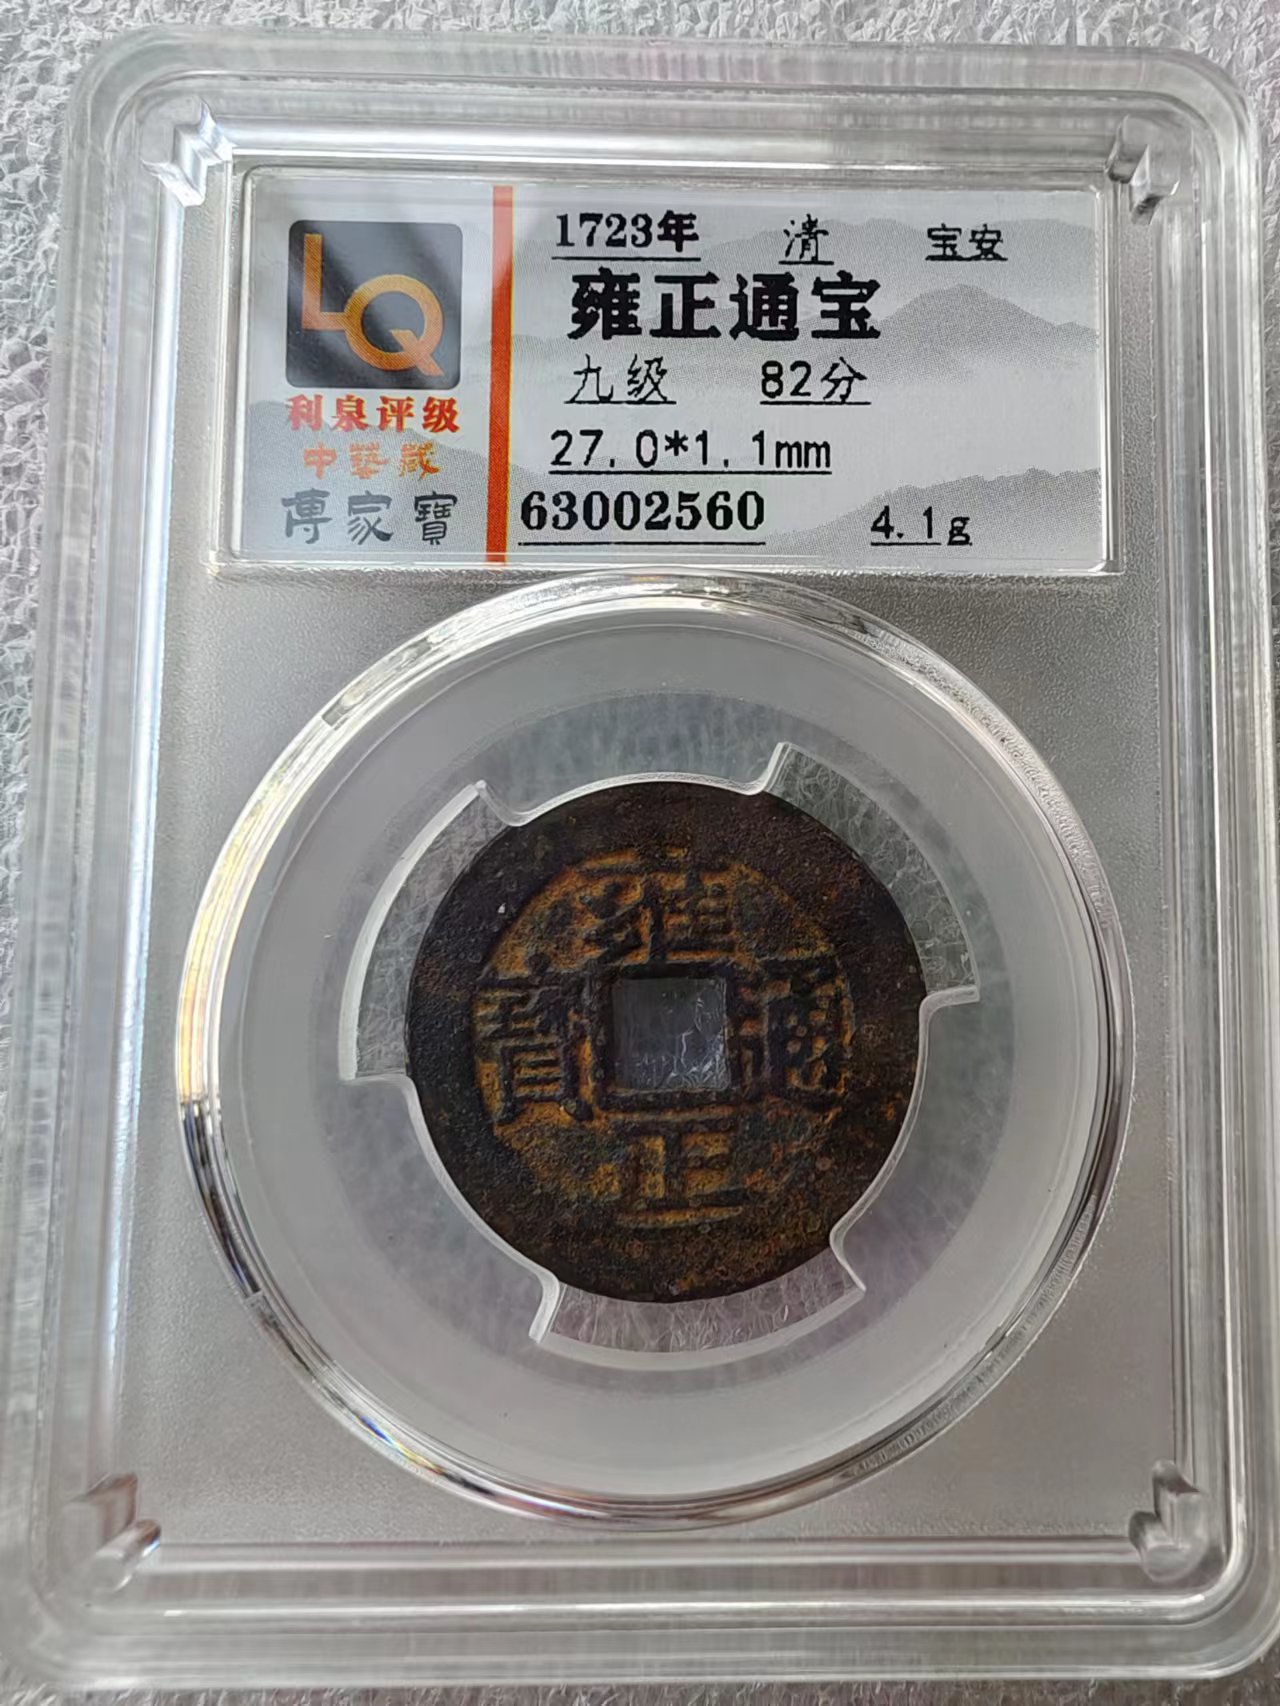 LQ
利泉评级
中藝藏
傳家寶
1723年 清 宝安
雍正通宝
九级 82分
27.0*1.1mm
63002560 4.1g
雍
寶 通
正